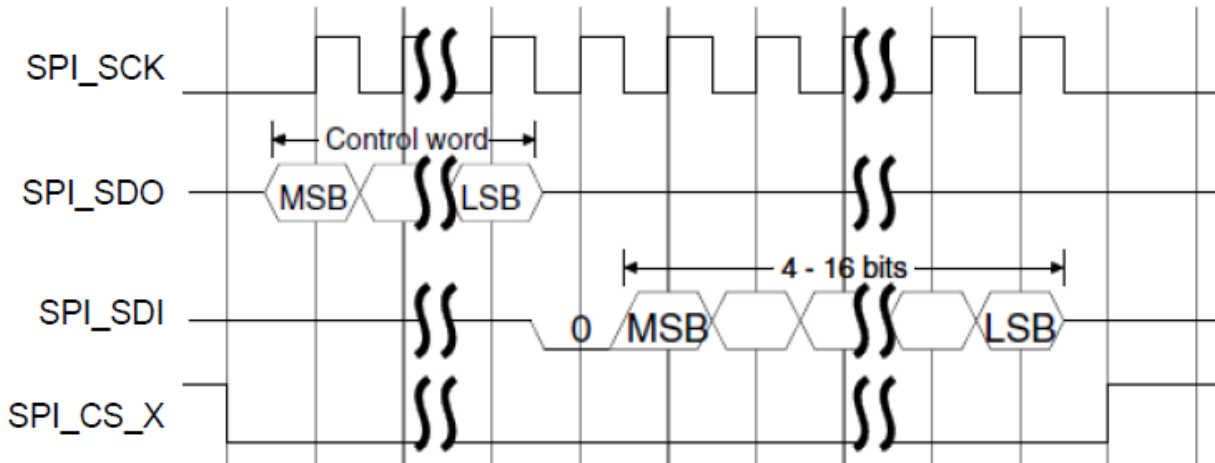 SPI_SCK
Control word
SPI_SDO
MSB
LSB
4 - 16 bits
SPI_SDI
0
MSB
LSB
SPI_CS_X